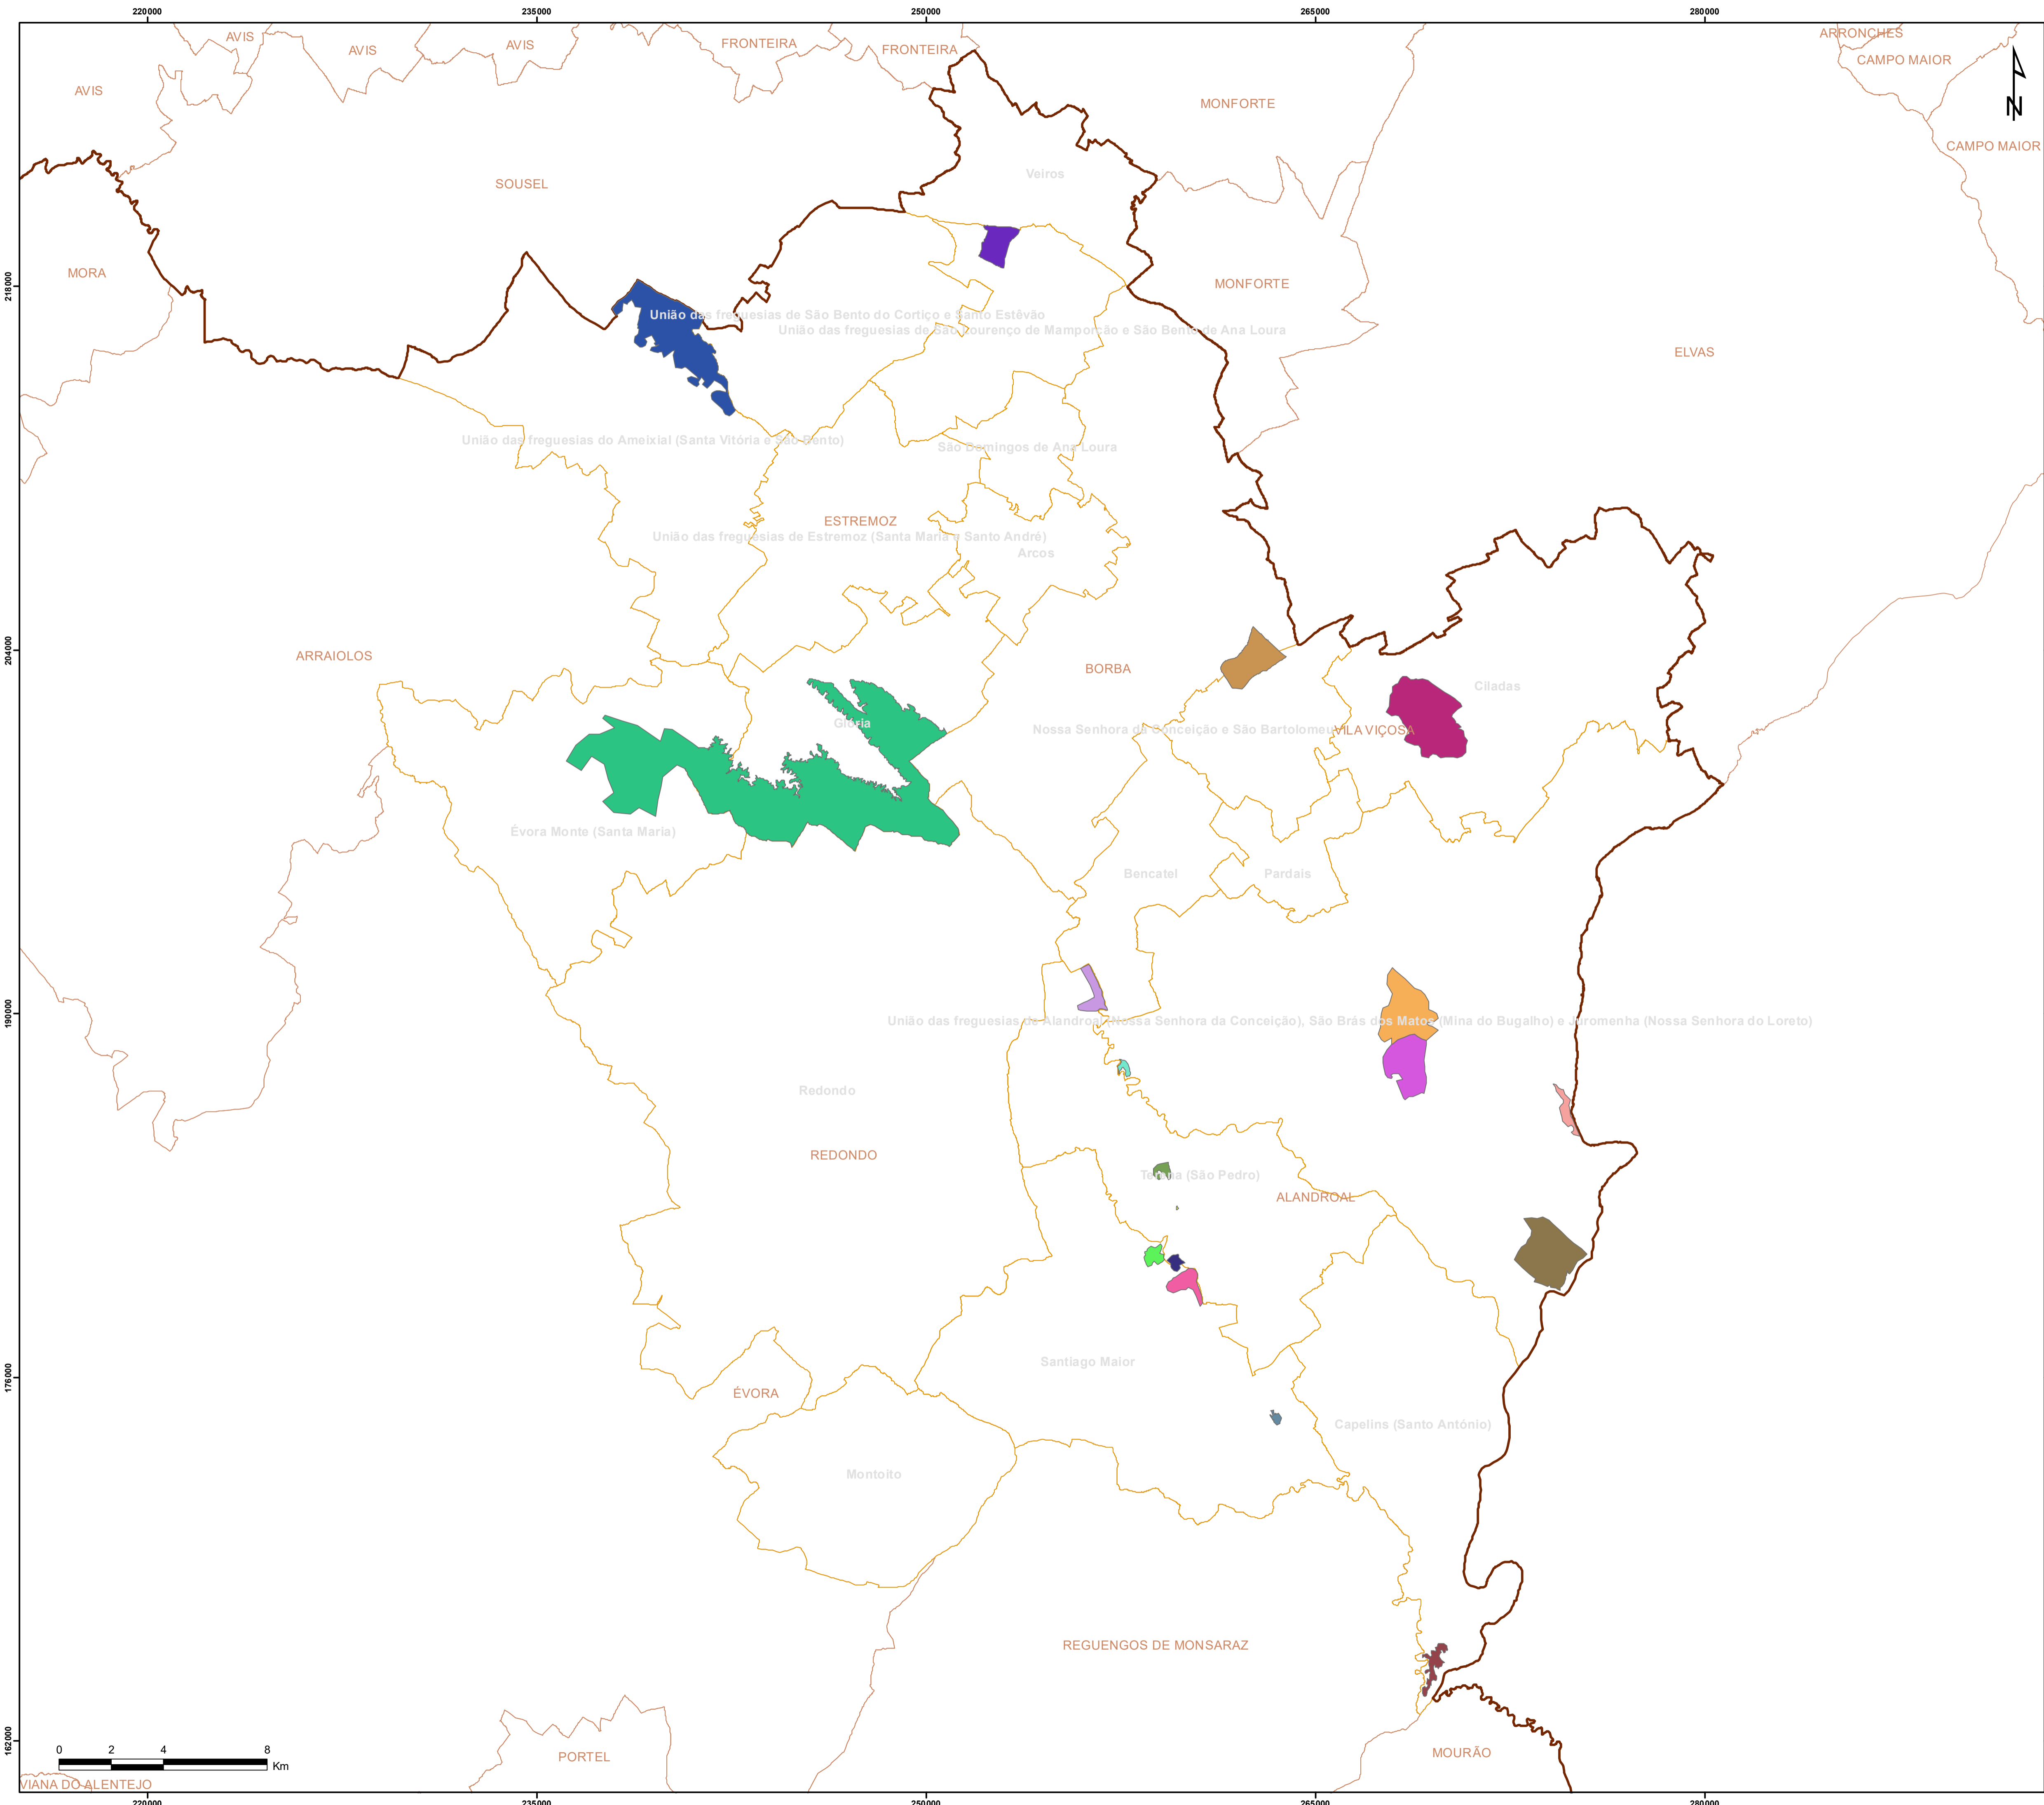 220000 235000 250000 265000 280000
AVIS
AVIS
AVIS
FRONTEIRA
FRONTEIRA
ARRONCHES
CAMPO MAIOR
AVIS
MONFORTE
N
CAMPO MAIOR
Veiros
SOUSEL
MORA
218000
MONFORTE
União das freguesias de São Bento do Cortiço e Santo Estêvão
União das freguesias de São Lourenço de Mamporcão e São Bento de Ana Loura
ELVAS
União das freguesias do Ameixial (Santa Vitória e São Bento)
São Domingos de Ana Loura
ESTREMOZ
União das freguesias de Estremoz (Santa Maria e Santo André)
Arcos
204000
ARRAIOLOS
BORBA
Ciladas
Glória
Nossa Senhora da Conceição e São Bartolomeu
VILA VIÇOSA
Évora Monte (Santa Maria)
Bencatel
Pardais
190000
União das freguesias de Alandroal (Nossa Senhora da Conceição), São Brás dos Matos (Mina do Bugalho) e Juromenha (Nossa Senhora do Loreto)
Redondo
REDONDO
Terena (São Pedro)
ALANDROAL
Santiago Maior
176000
ÉVORA
Capelins (Santo António)
Montoito
REGUENGOS DE MONSARAZ
162000
0 2 4 8
Km
PORTEL
MOURÃO
VIANA DO ALENTEJO
220000 235000 250000 265000 280000